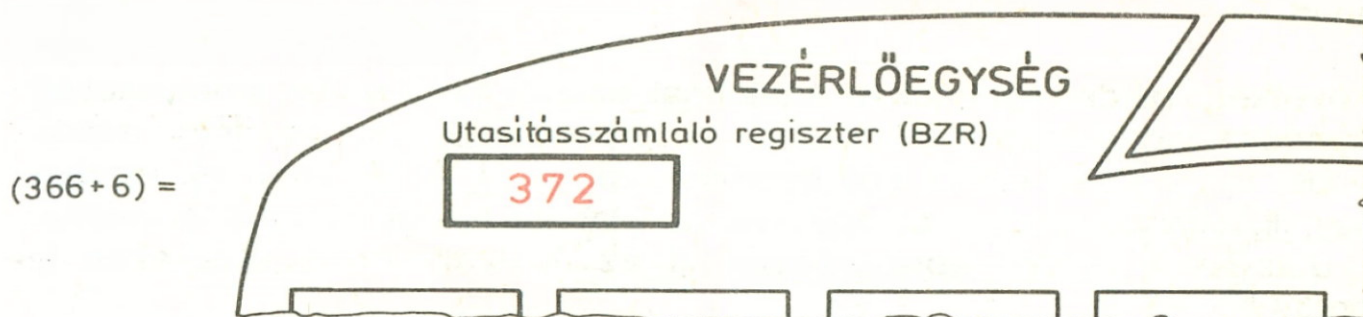 VEZÉRLŐEGYSÉG
Utasításszámláló regiszter (BZR)
(366+6) =
372